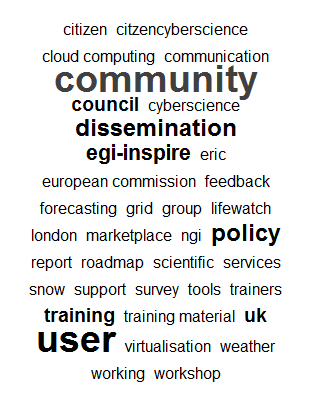 citizen citzencyberscience
cloud computing communication
community
council cyberscience
dissemination
egi-inspire eric
european commission feedback
forecasting grid group lifewatch
london marketplace ngi policy
report roadmap scientific services
snow support survey tools trainers
training training material uk
user virtualisation weather
working workshop